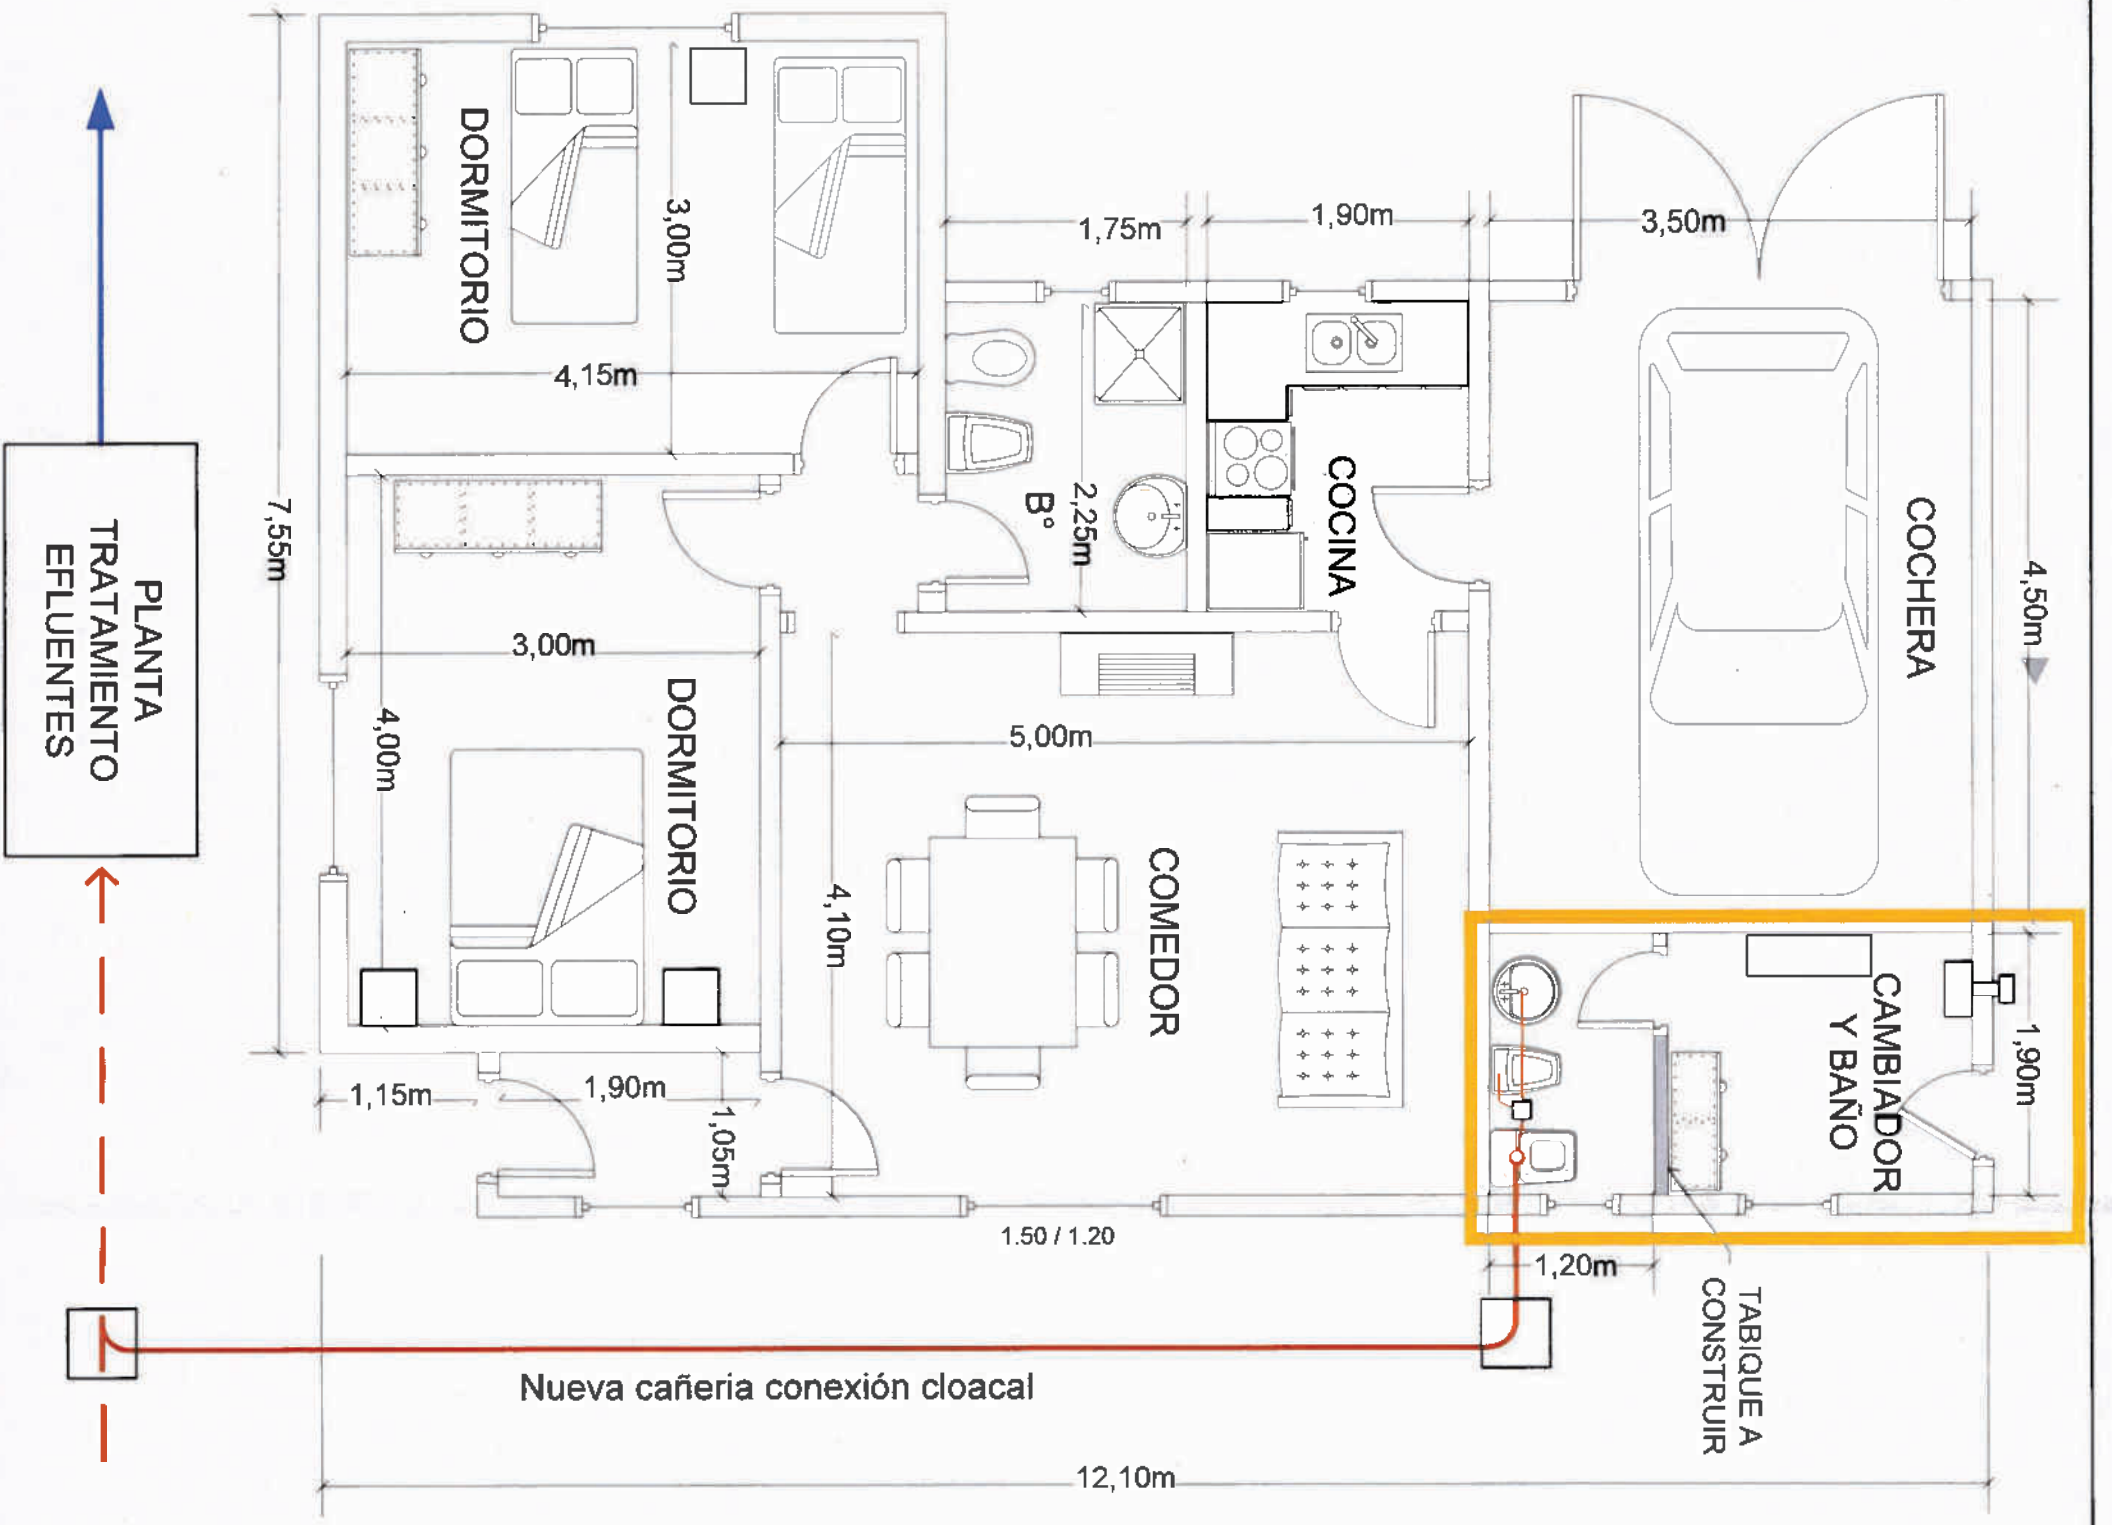 DORMITORIO
3,00m
4,15m
1,75m
1,90m
3,50m
7,55m
B°
2,25m
COCINA
COCHERA
4,50m
PLANTA
TRATAMIENTO
EFLUENTES
3,00m
4,00m
DORMITORIO
5,00m
4,10m
COMEDOR
CAMBIADOR
Y BAÑO
1,90m
1,15m
1,90m
1,05m
1.50 / 1.20
1,20m
TABIQUE A
CONSTRUIR
Nueva cañeria conexión cloacal
12,10m